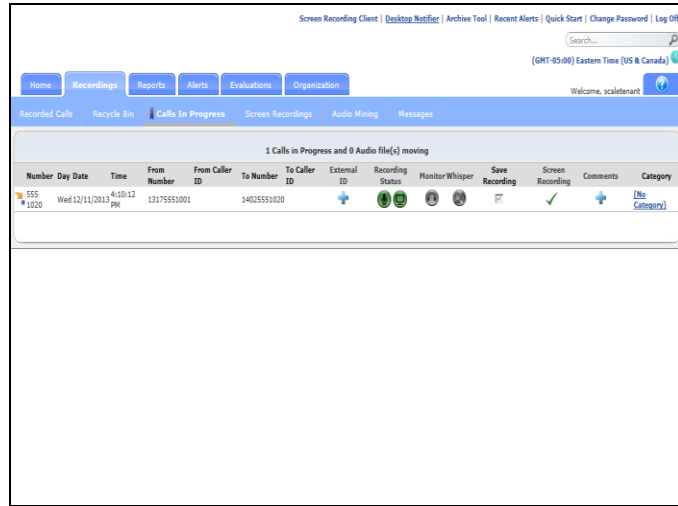 Screen Recording Client | Desktop Notifier | Archive Tool | Recent Alerts | Quick Start | Change Password | Log Off
Search...
(GMT-05:00) Eastern Time (US & Canada)
Home Recordings Reports Alerts Evaluations Organization
Welcome, scaletenant
Recorded Calls Recycle Bin Calls In Progress Screen Recordings Audio Mining Messages
1 Calls in Progress and 0 Audio file(s) moving
Number Day Date Time From Number From Caller ID To Number To Caller ID External ID Recording Status Monitor Whisper Save Recording Screen Recording Comments Category
555 1020 Wed 12/11/2013 4:10:12 PM 13175551001 14025551020 (No Category)